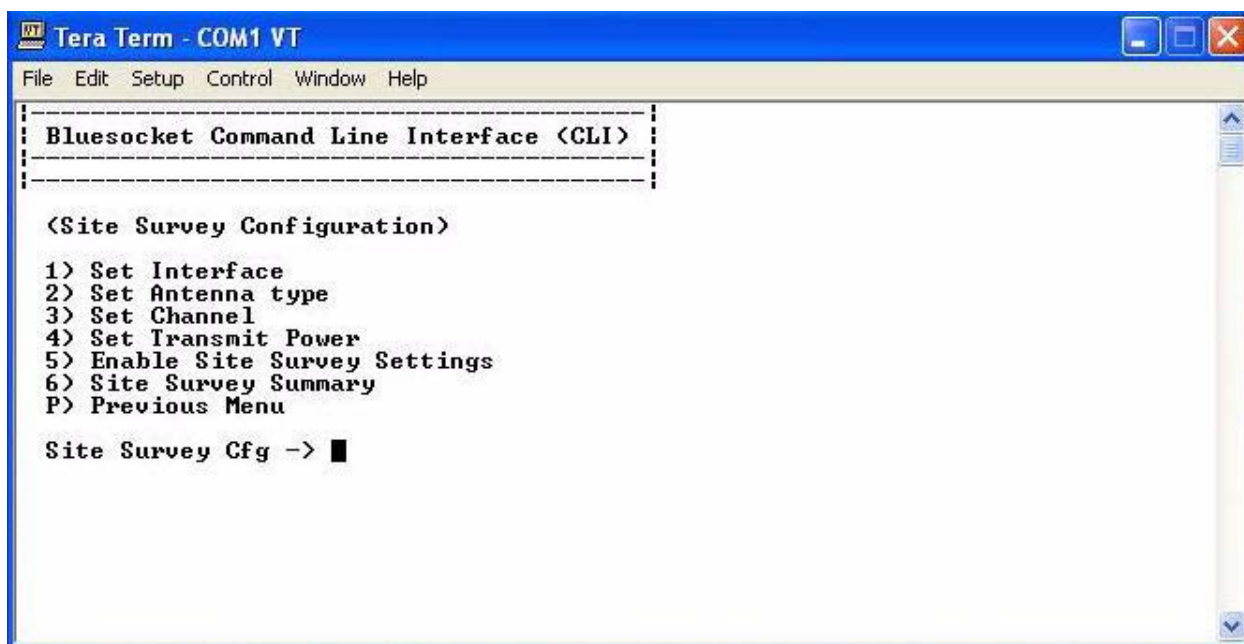 Tera Term - COM1 VT
File Edit Setup Control Window Help
Bluesocket Command Line Interface (CLI)
(Site Survey Configuration)
1) Set Interface
2) Set Antenna type
3) Set Channel
4) Set Transmit Power
5) Enable Site Survey Settings
6) Site Survey Summary
P) Previous Menu
Site Survey Cfg ->